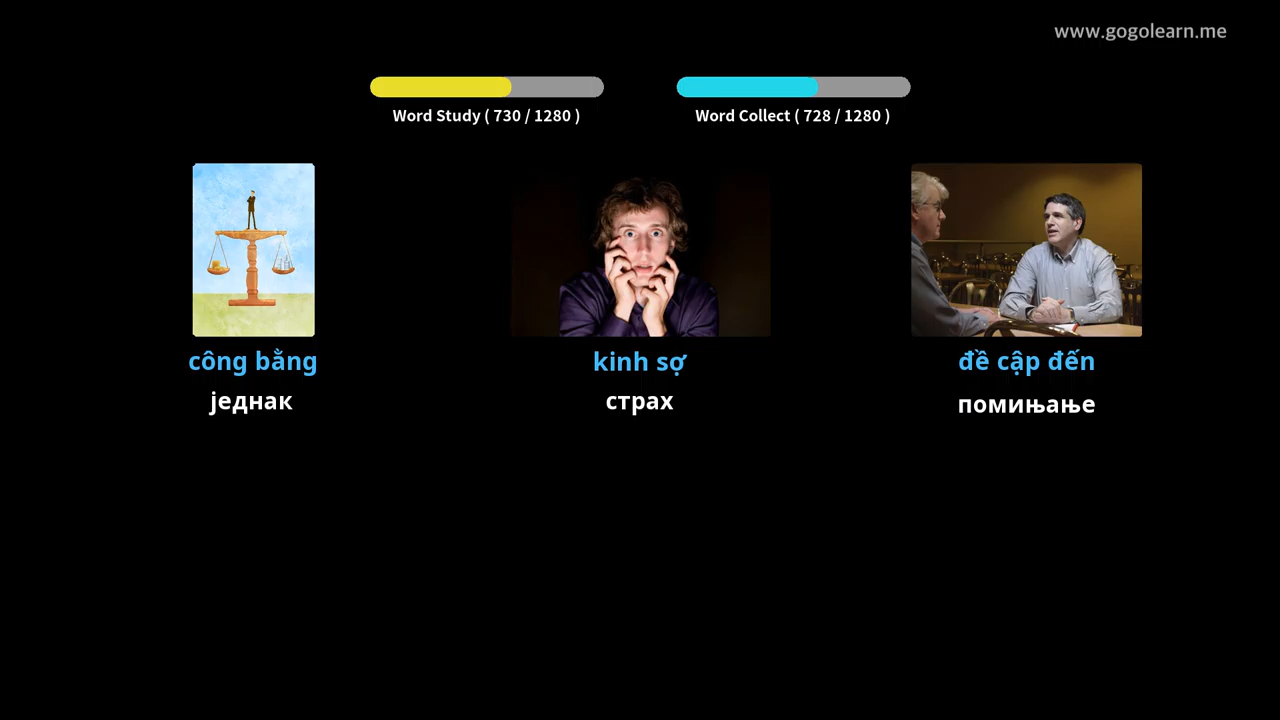 www.gogolearn.me
Word Study ( 730 / 1280 )
Word Collect ( 728 / 1280 )
công bằng
kinh sợ
đề cập đến
једнак
страх
помињање